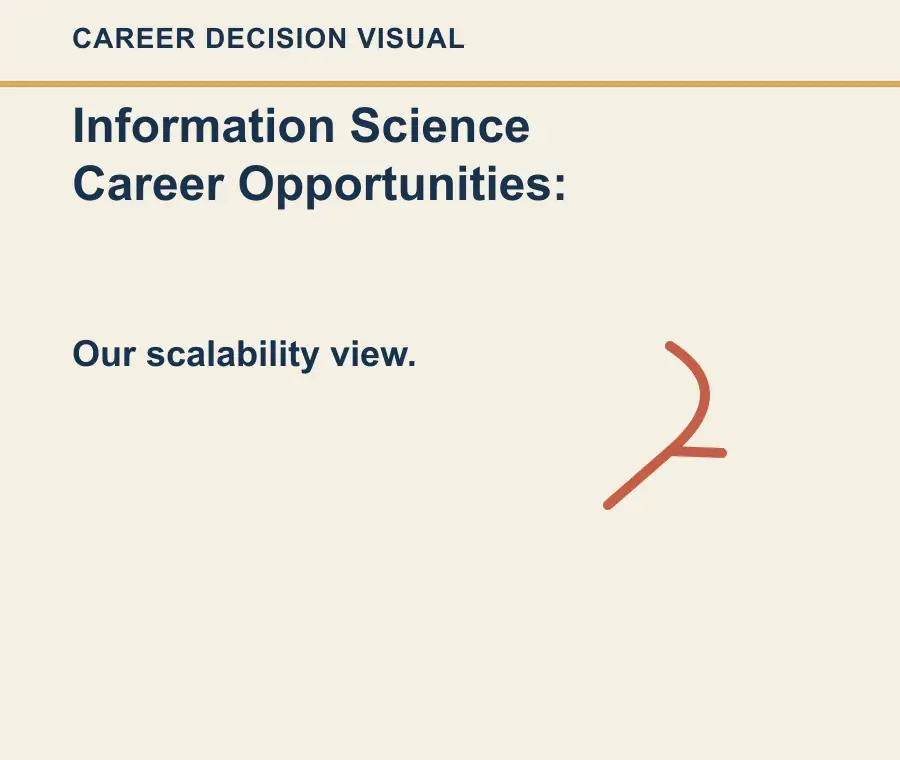 CAREER DECISION VISUAL
Information Science
Career Opportunities:
Our scalability view.